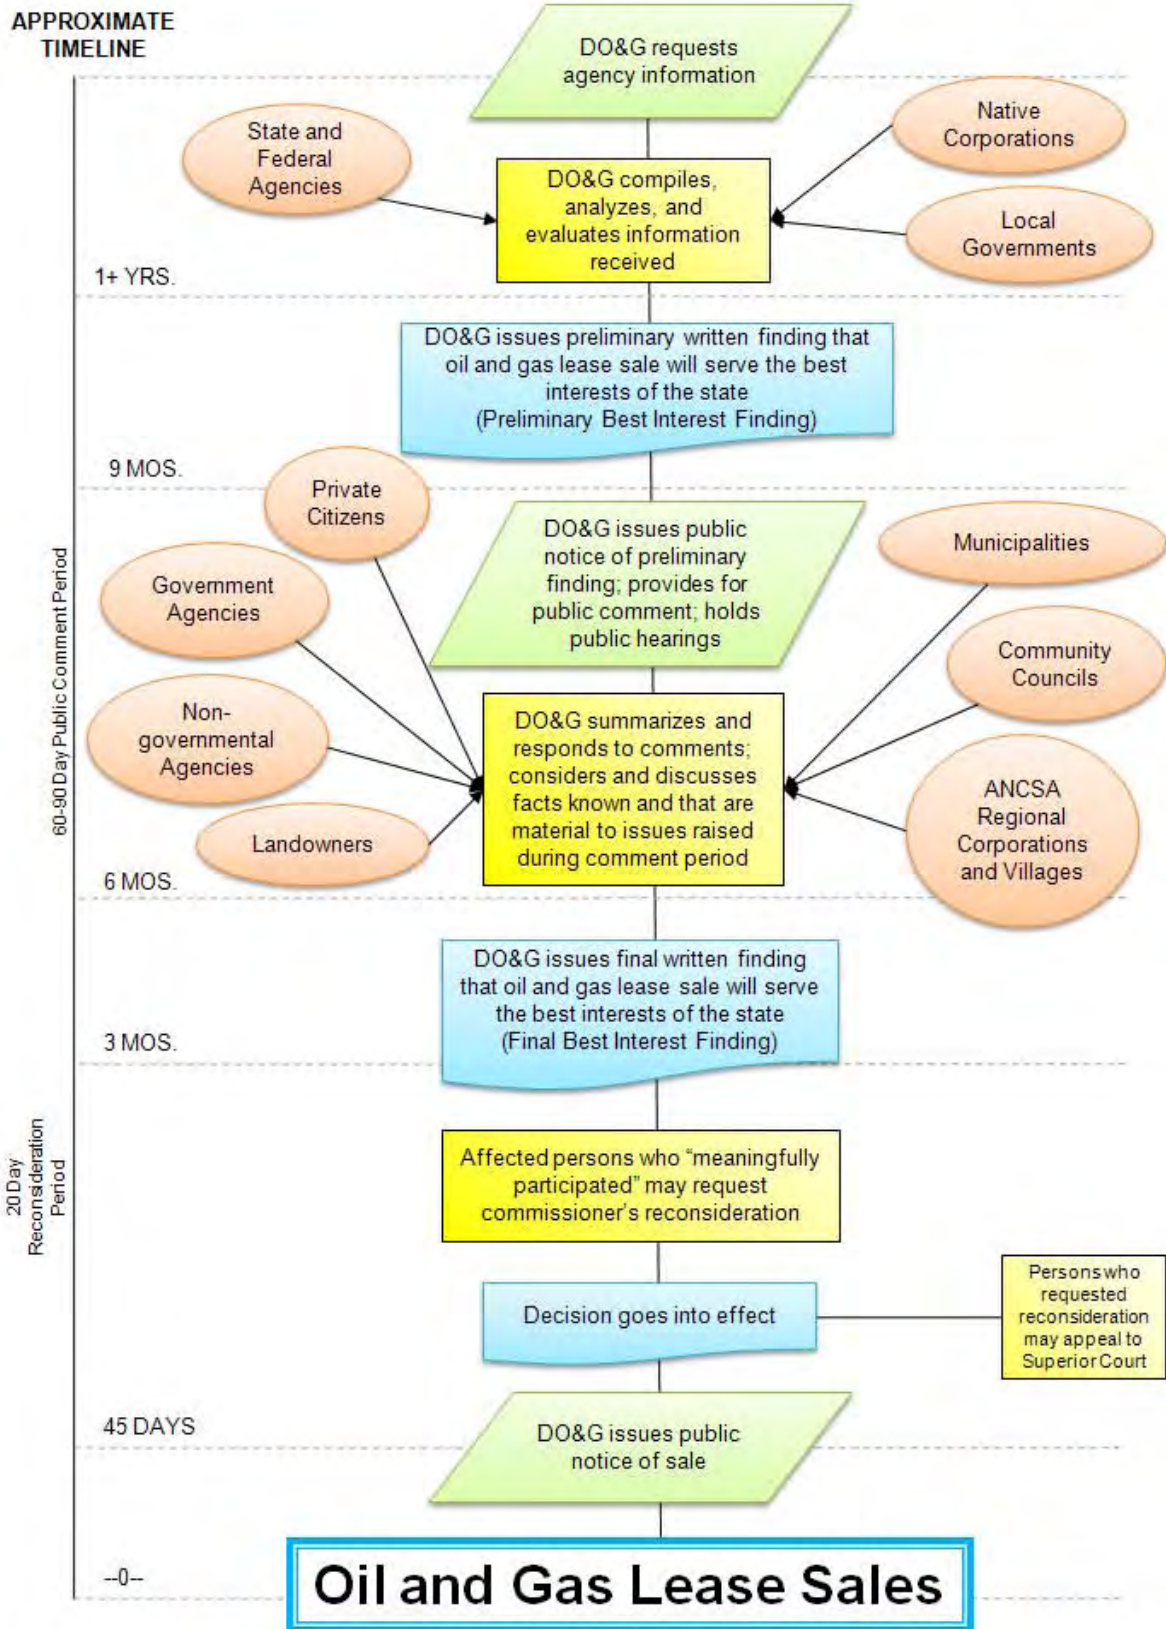 APPROXIMATE
TIMELINE
DO&G requests
agency information
State and
Federal
Agencies
Native
Corporations
DO&G compiles,
analyzes, and
evaluates information
received
Local
Governments
1+ YRS.
DO&G issues preliminary written finding that
oil and gas lease sale will serve the best
interests of the state
(Preliminary Best Interest Finding)
9 MOS.
60-90 Day Public Comment Period
Private
Citizens
DO&G issues public
notice of preliminary
finding; provides for
public comment; holds
public hearings
Municipalities
Government
Agencies
Community
Councils
Non-
governmental
Agencies
DO&G summarizes and
responds to comments;
considers and discusses
facts known and that are
material to issues raised
during comment period
ANCSA
Regional
Corporations
and Villages
Landowners
6 MOS.
DO&G issues final written finding
that oil and gas lease sale will serve
the best interests of the state
(Final Best Interest Finding)
3 MOS.
20 Day
Reconsideration
Period
Affected persons who “meaningfully
participated” may request
commissioner’s reconsideration
Decision goes into effect
Persons who
requested
reconsideration
may appeal to
Superior Court
45 DAYS
DO&G issues public
notice of sale
--0--
Oil and Gas Lease Sales